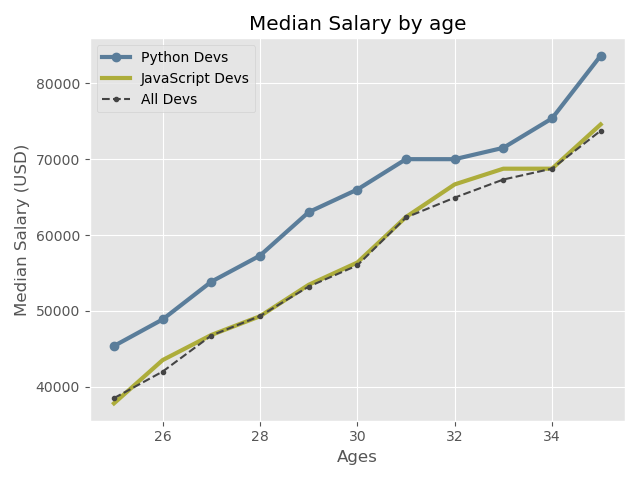 Median Salary by age
Python Devs
JavaScript Devs
All Devs
80000
70000
60000
50000
40000
Median Salary (USD)
26 28 30 32 34
Ages